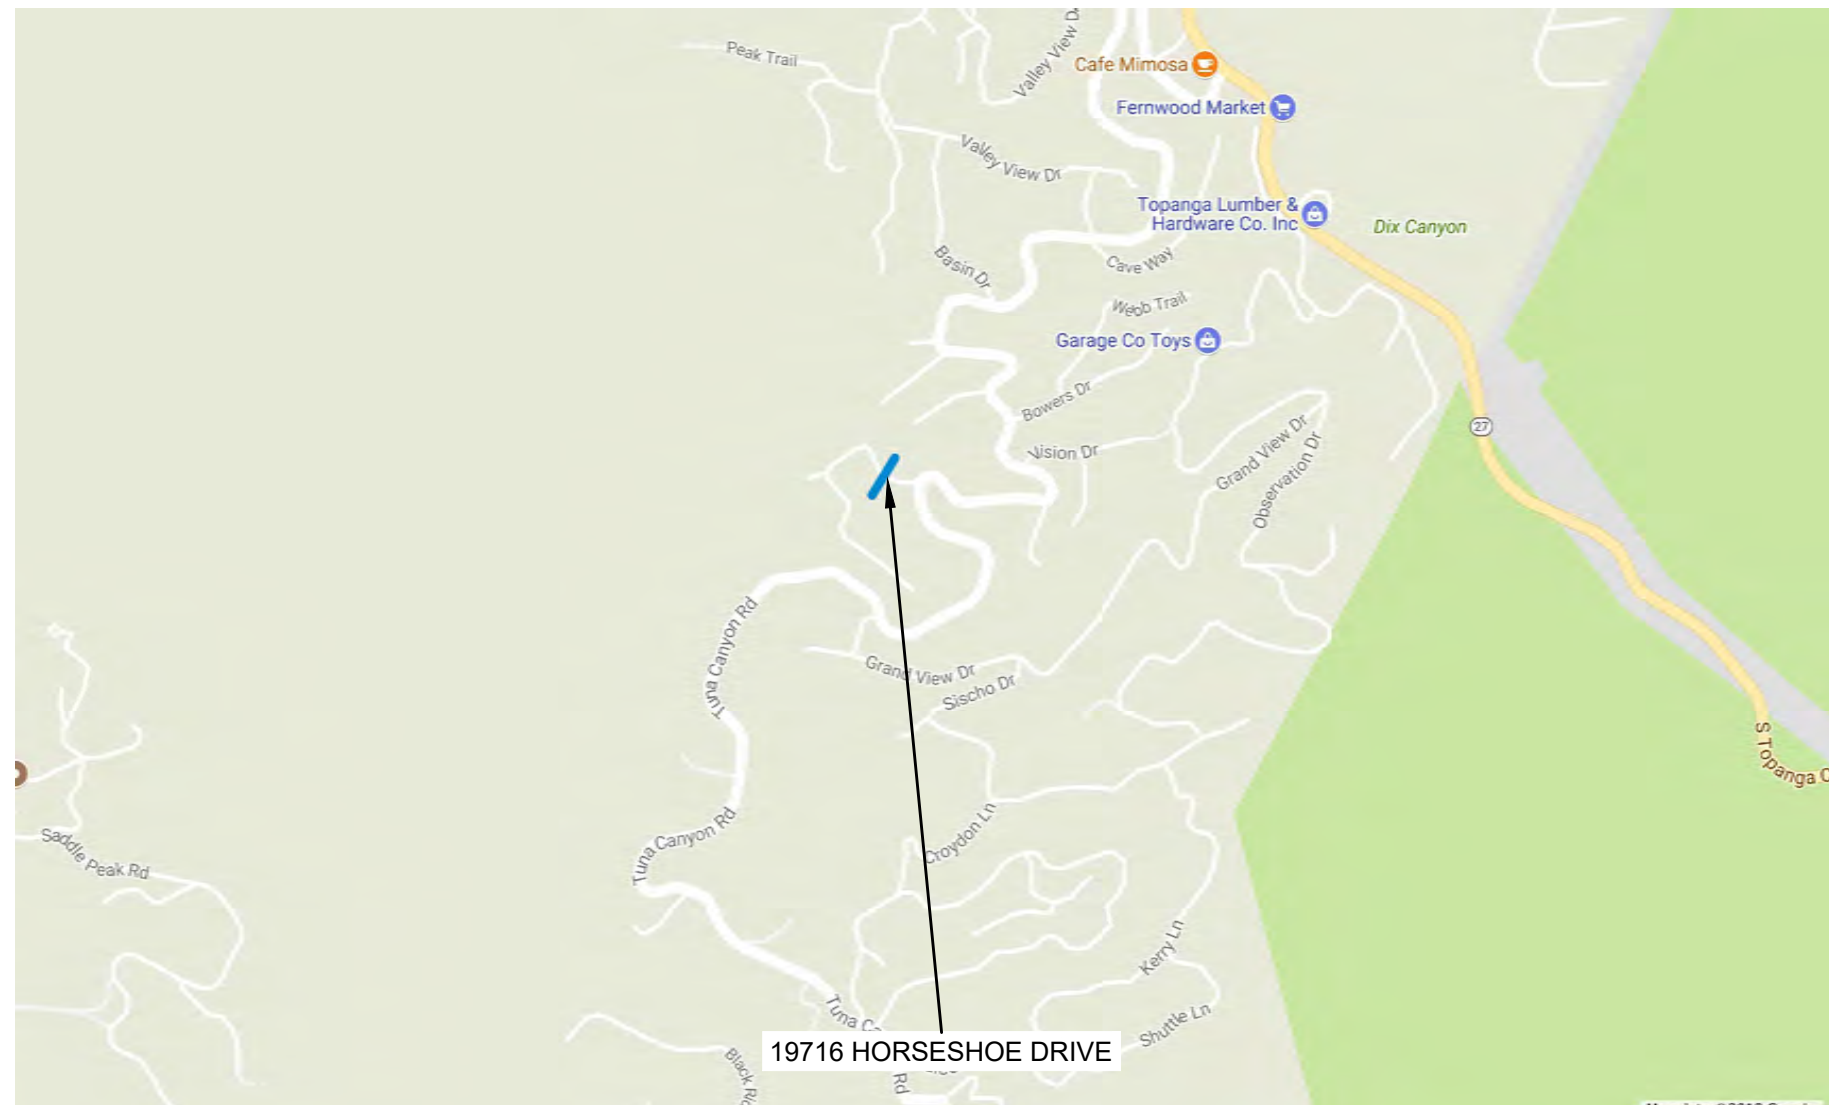 Peak Trail
Valley View D
Cafe Mimosa
Fernwood Market
Valley View Dr
Topanga Lumber &
Hardware Co. Inc
Dix Canyon
Basin Dr
Cave Way
Webb Trail
Garage Co Toys
Bowers Dr
27
Vision Dr
Grand View Dr
Observation Dr
Tuna Canyon Rd
Grand View Dr
Sischo Dr
S Topanga C
Tuna Canyon Rd
Croydon Ln
Saddle Peak Rd
Kerry Ln
Tuna Ca
Shuttle Ln
19716 HORSESHOE DRIVE
Black
Rd